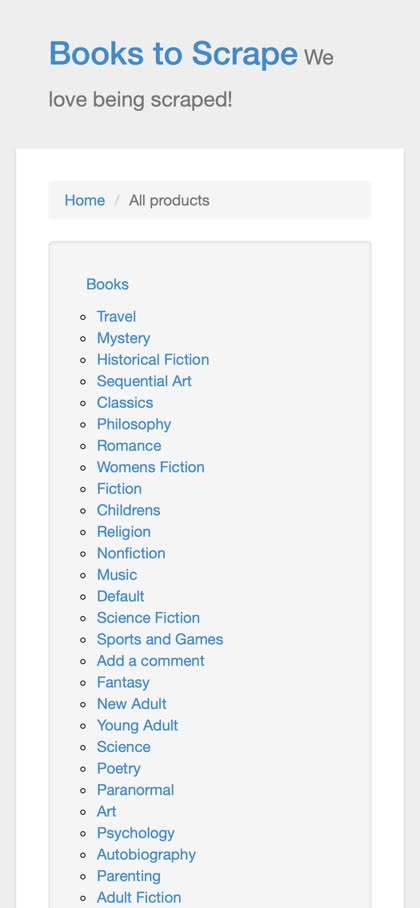 Books to Scrape We
love being scraped!
Home / All products
Books
Travel
Mystery
Historical Fiction
Sequential Art
Classics
Philosophy
Romance
Womens Fiction
Fiction
Childrens
Religion
Nonfiction
Music
Default
Science Fiction
Sports and Games
Add a comment
Fantasy
New Adult
Young Adult
Science
Poetry
Paranormal
Art
Psychology
Autobiography
Parenting
Adult Fiction